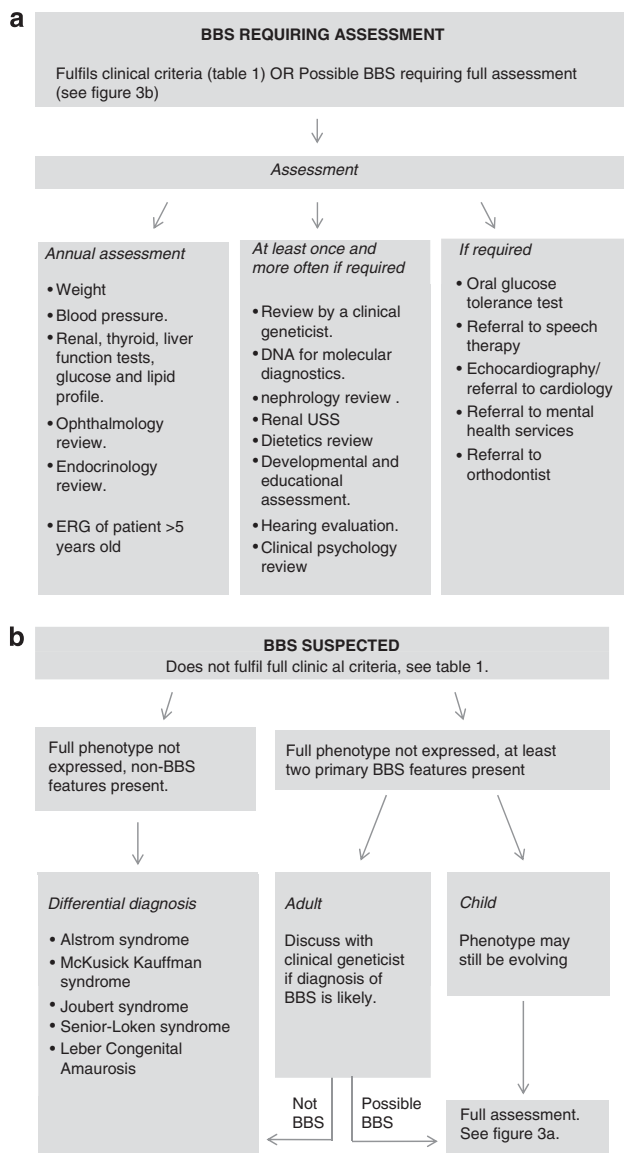 a
BBS REQUIRING ASSESSMENT
Fulfils clinical criteria (table 1) OR Possible BBS requiring full assessment
(see figure 3b)
Assessment
Annual assessment
• Weight
• Blood pressure.
• Renal, thyroid, liver
function tests,
glucose and lipid
profile.
• Ophthalmology
review.
• Endocrinology
review.
• ERG of patient >5
years old
At least once and
more often if required
• Review by a clinical
geneticist.
• DNA for molecular
diagnostics.
• nephrology review .
• Renal USS
• Dietetics review
• Developmental and
educational
assessment.
• Hearing evaluation.
• Clinical psychology
review
If required
• Oral glucose
tolerance test
• Referral to speech
therapy
• Echocardiography/
referral to cardiology
• Referral to mental
health services
• Referral to
orthodontist
b
BBS SUSPECTED
Does not fulfil full clinic al criteria, see table 1.
Full phenotype not
expressed, non-BBS
features present.
Full phenotype not expressed, at least
two primary BBS features present
Differential diagnosis
• Alstrom syndrome
• McKusick Kauffman
syndrome
• Joubert syndrome
• Senior-Loken syndrome
• Leber Congenital
Amaurosis
Adult
Discuss with
clinical geneticist
if diagnosis of
BBS is likely.
Child
Phenotype may
still be evolving
Not
BBS
Possible
BBS
Full assessment.
See figure 3a.